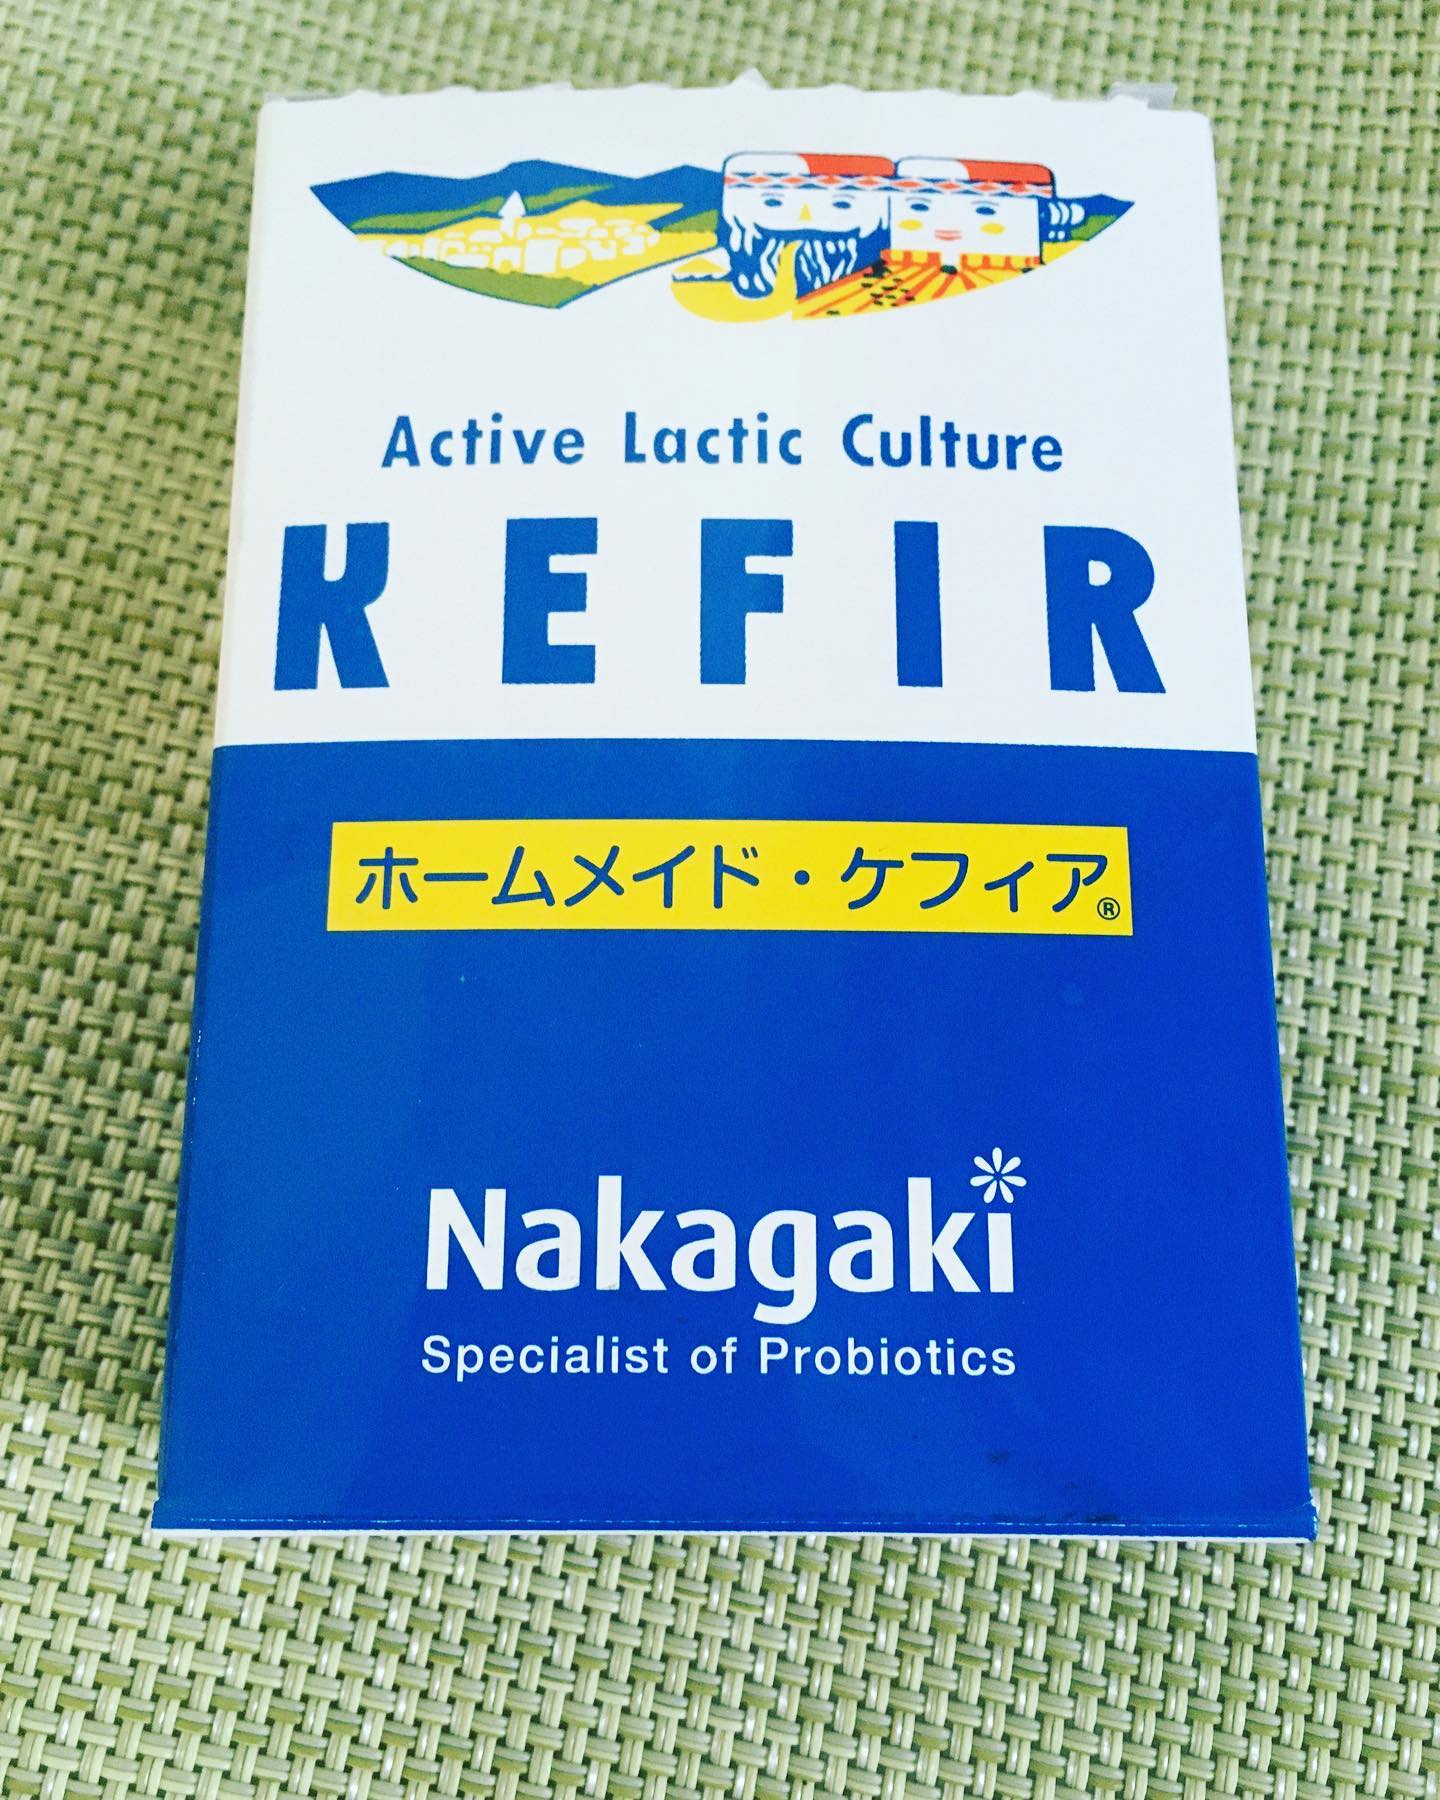 Active Lactic Culture
KEFIR
ホームメイド・ケフィア®
Nakagaki
Specialist of Probiotics